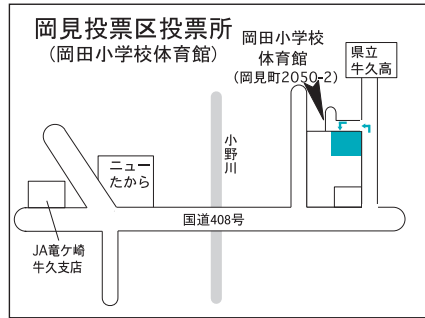 岡見投票区投票所
(岡田小学校体育館)
岡田小学校
体育館
(岡見町2050-2)
県立
牛久高
小野川
ニュー
たから
国道408号
JA竜ケ崎
牛久支店